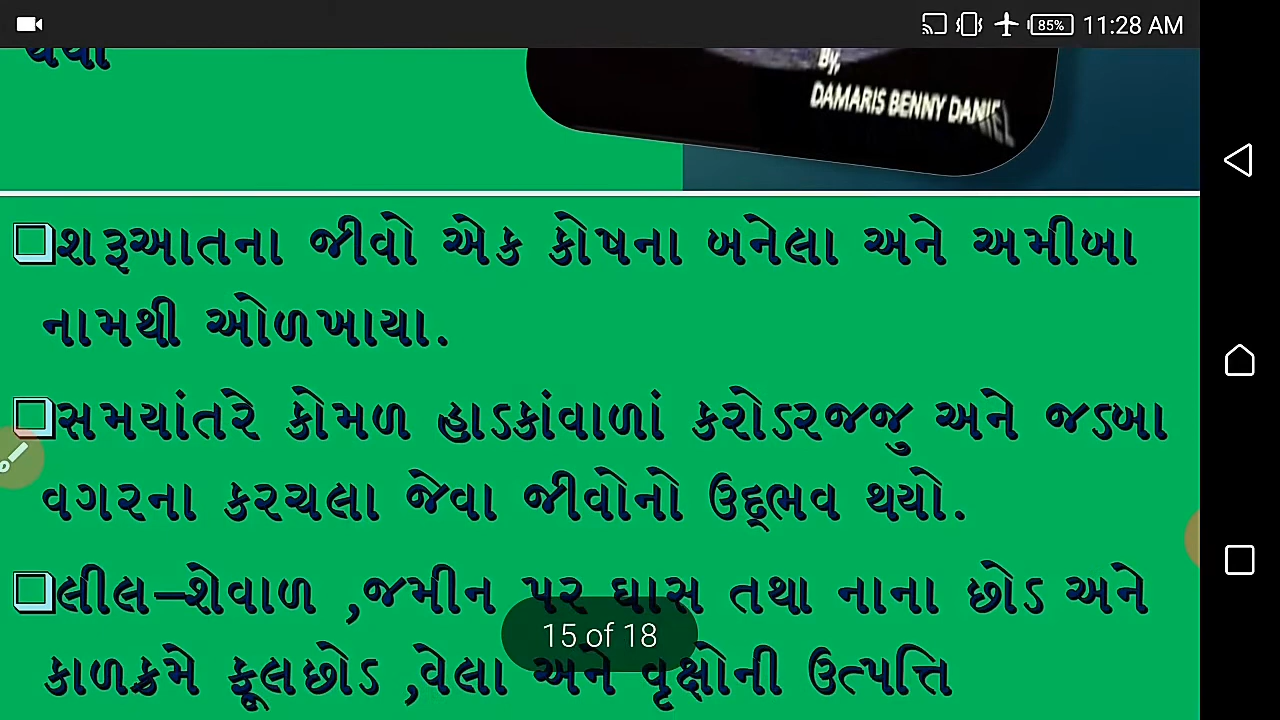 85% 11:28 AM
થયો
By,
DAMARIS BENNY DANIEL
શરૂઆતના જીવો એક કોષના બનેલા અને અમીબા
નામથી ઓળખાયા.
સમયાંતરે કોમળ હાડકાંવાળાં કરોડરજજુ અને જડબા
વગરના કરચલા જેવા જીવોનો ઉદ્ભવ થયો.
લીલ–શેવાળ ,જમીન પર ઘાસ તથા નાના છોડ અને
15 of 18
કાળક્રમે ફૂલછોડ ,વેલા અને વૃક્ષોની ઉત્પત્તિ